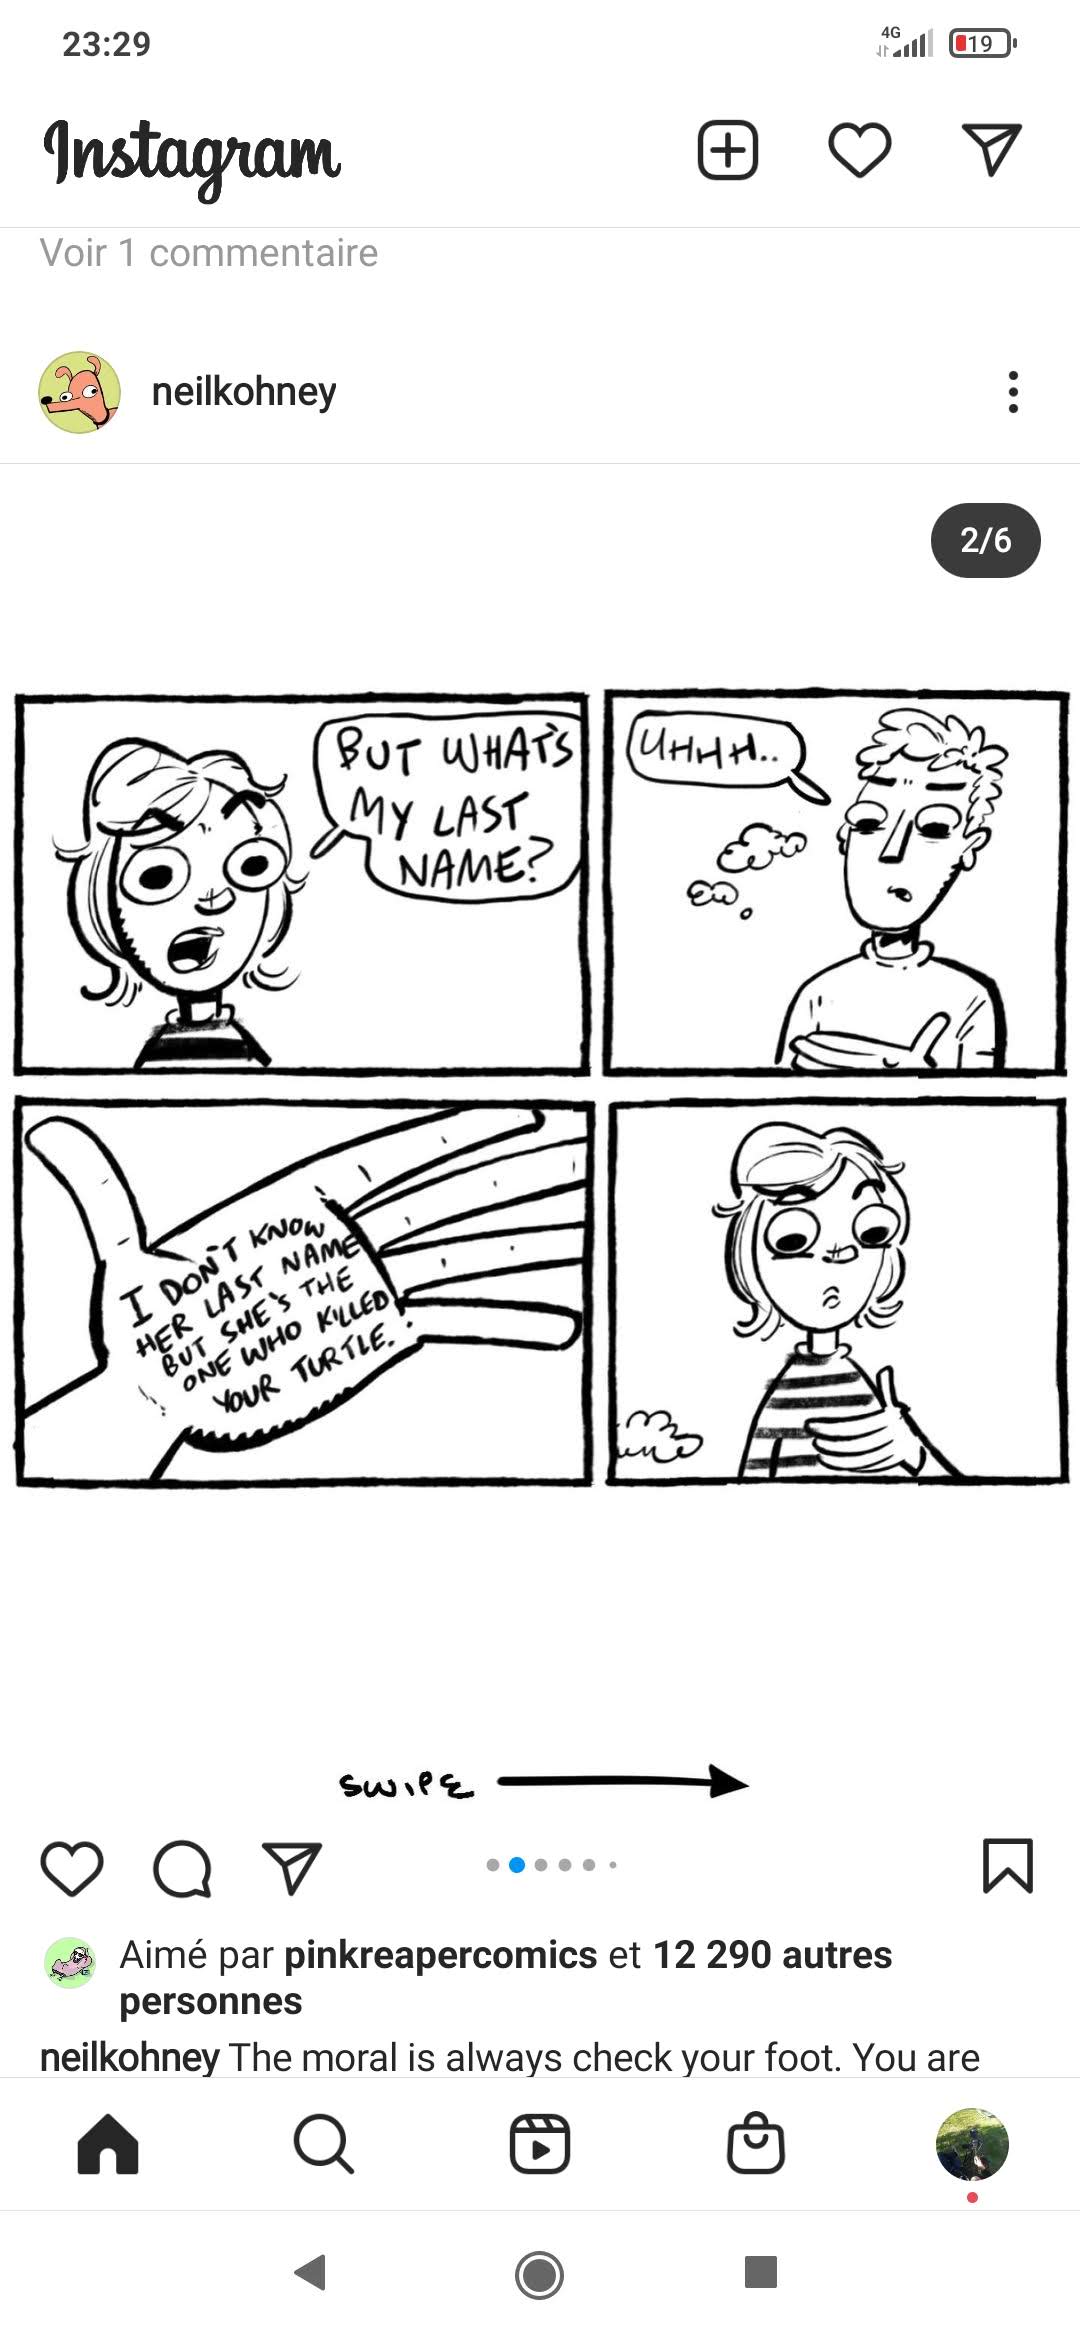 23:29
4G
19
Instagram
Voir 1 commentaire
neilkohney
2/6
BUT WHAT'S
MY LAST
NAME?
UHHH..
I DON'T KNOW
HER LAST NAME
BUT SHE'S THE
ONE WHO KILLED
YOUR TURTLE.
SWIPE
Aimé par pinkreapercomics et 12 290 autres
personnes
neilkohney The moral is always check your foot. You are